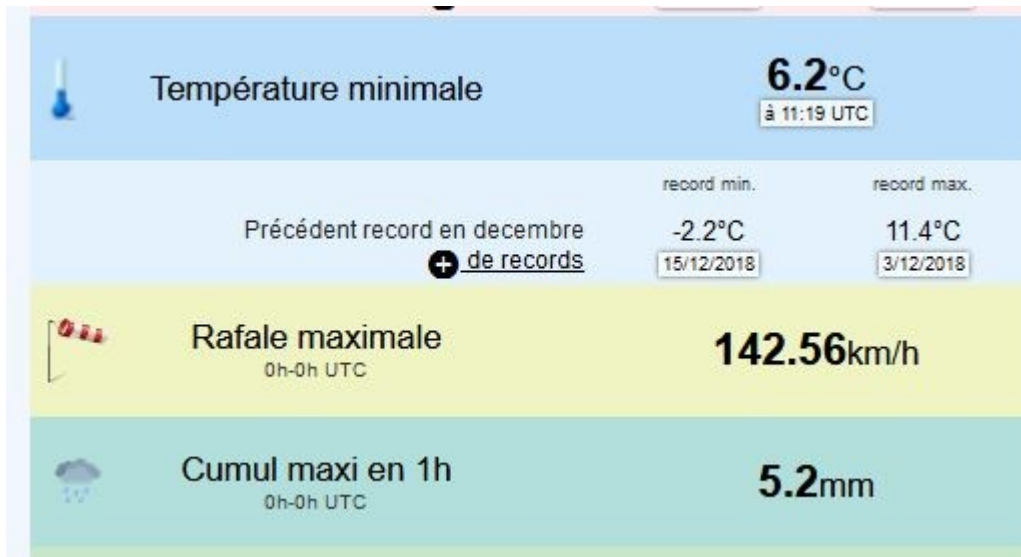 Température minimale
6.2°C
à 11:19 UTC
record min.
record max.
Précédent record en decembre
-2.2°C
11.4°C
+ de records
15/12/2018
3/12/2018
Rafale maximale
0h-0h UTC
142.56km/h
Cumul maxi en 1h
0h-0h UTC
5.2mm